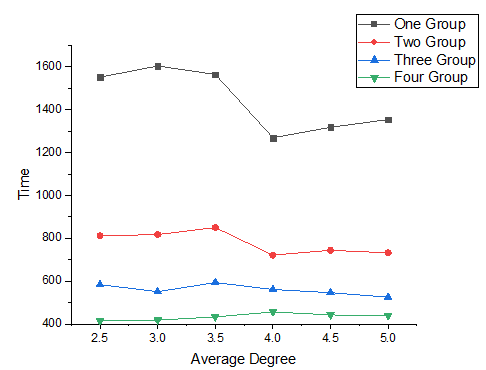 One Group
Two Group
Three Group
Four Group
1600
1400
1200
1000
800
600
400
Time
2.5 3.0 3.5 4.0 4.5 5.0
Average Degree